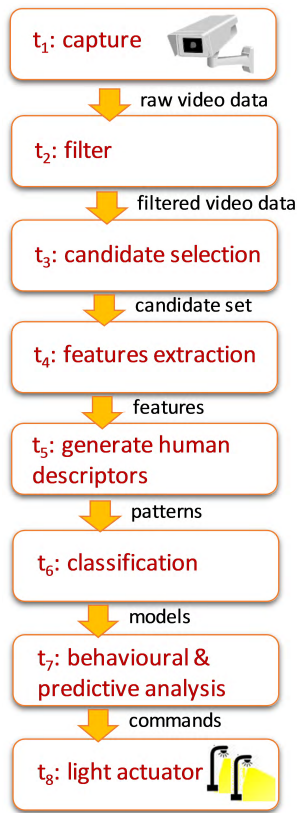 t₁: capture
raw video data
t₂: filter
filtered video data
t₃: candidate selection
candidate set
t₄: features extraction
features
t₅: generate human
descriptors
patterns
t₆: classification
models
t₇: behavioural &
predictive analysis
commands
t₈: light actuator